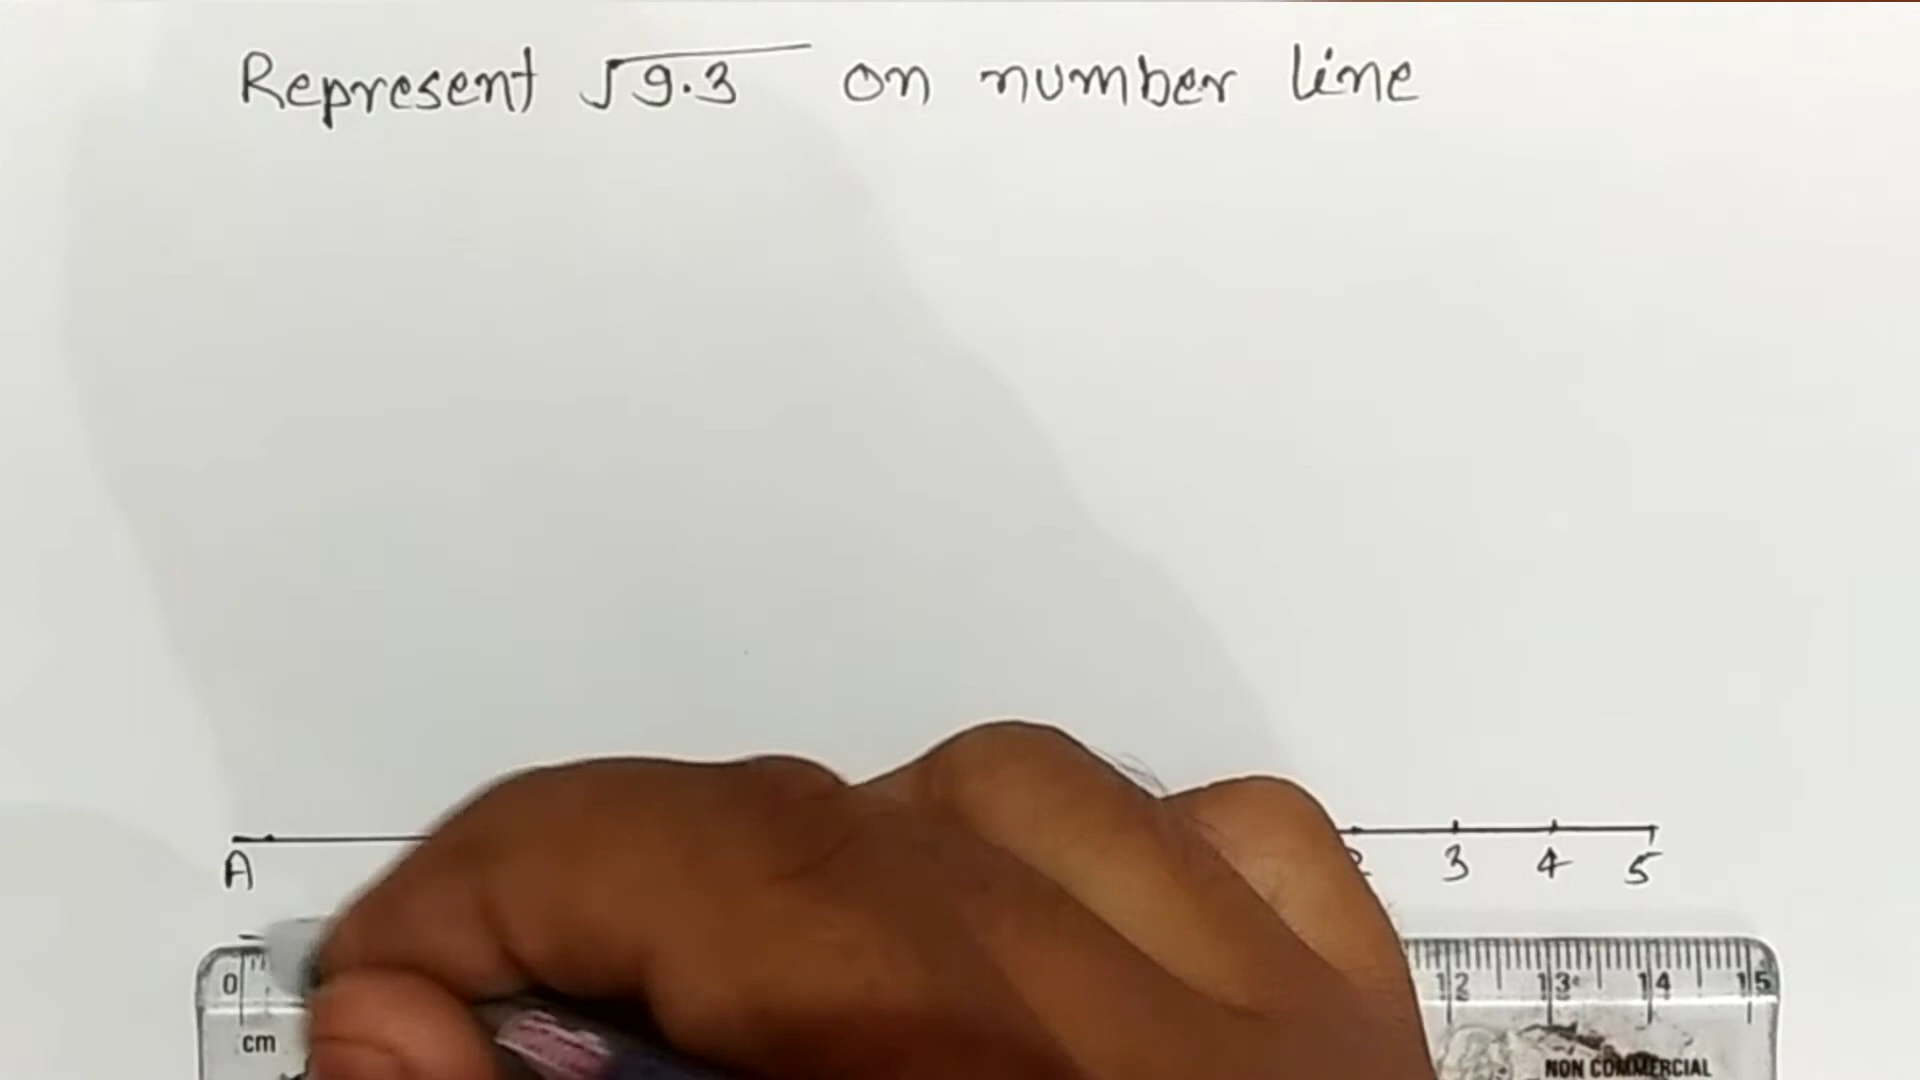 Represent √9.3 on number line
A 3 4 5
0 12 13 14 15
cm
NON COMMERCIAL